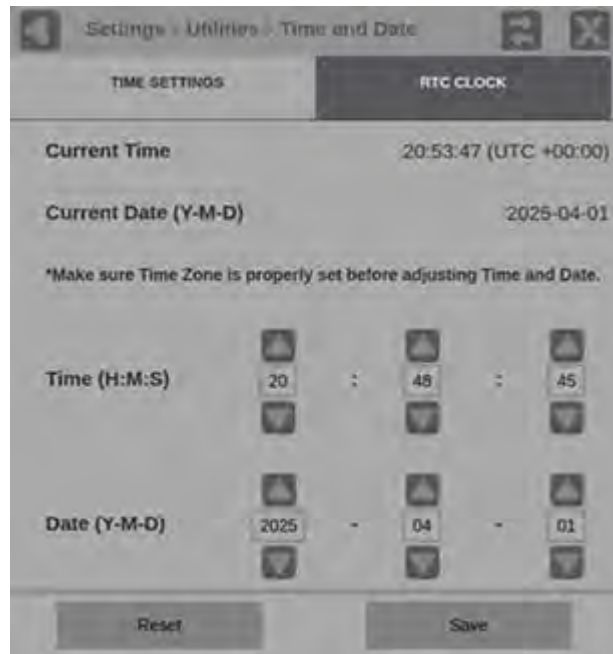 Settings > Utilities > Time and Date
TIME SETTINGS RTC CLOCK
Current Time 20:53:47 (UTC +00:00)
Current Date (Y-M-D) 2025-04-01
*Make sure Time Zone is properly set before adjusting Time and Date.
Time (H:M:S) 20 : 48 : 45
Date (Y-M-D) 2025 - 04 - 01
Reset Save